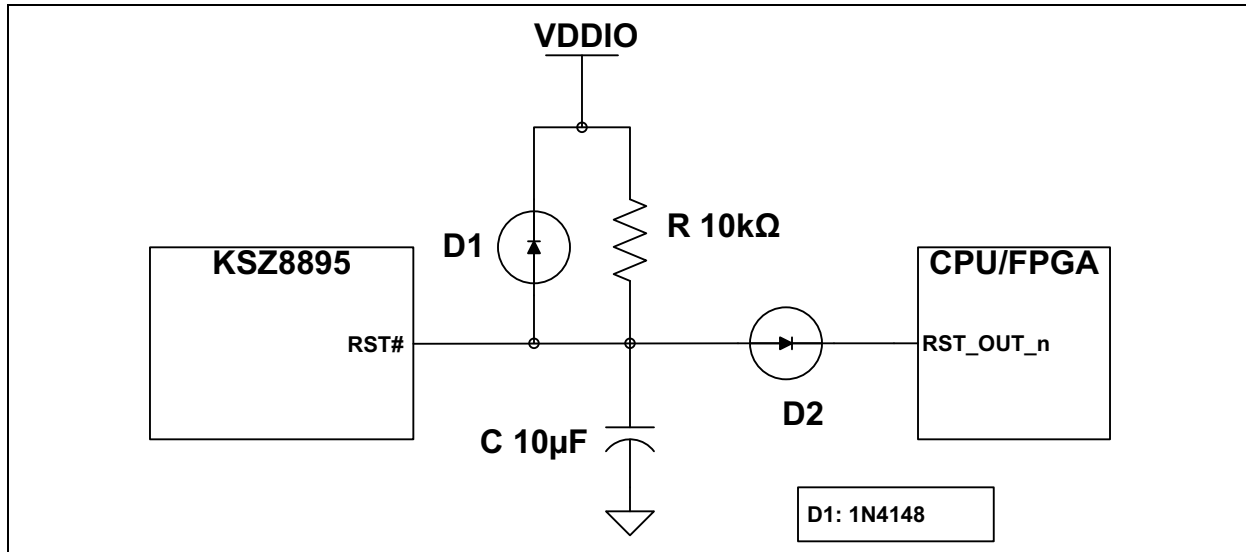 VDDIO
D1
R 10kΩ
KSZ8895
CPU/FPGA
RST#
RST_OUT_n
D2
C 10µF
D1: 1N4148